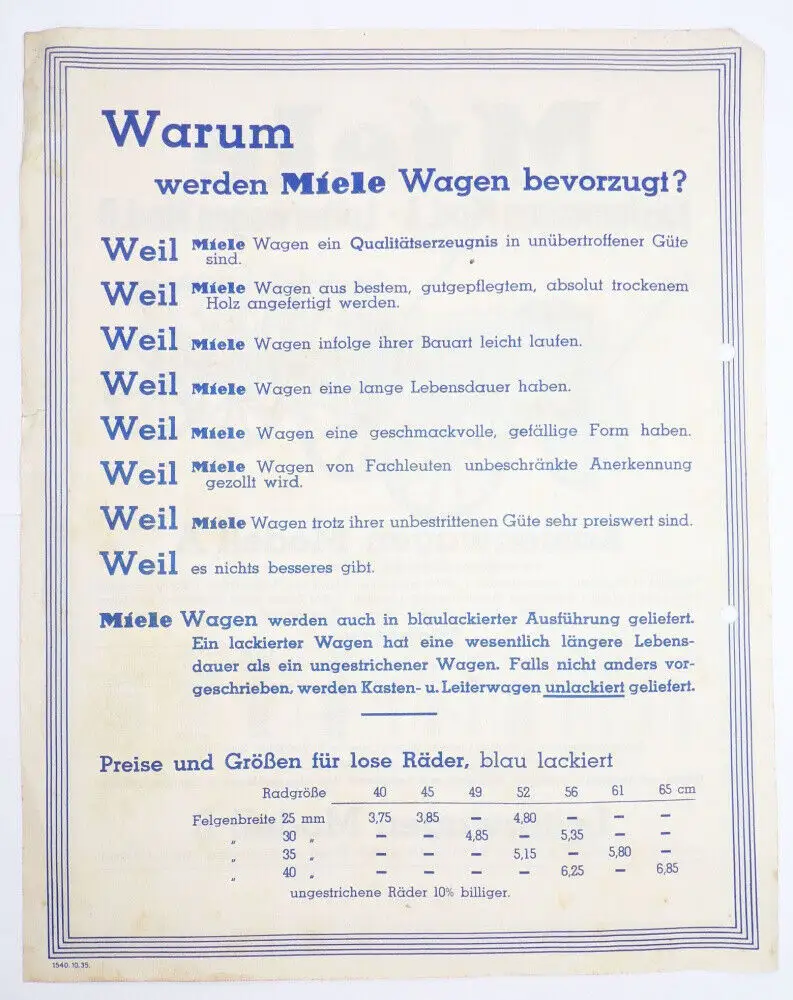 Warum
werden Miele Wagen bevorzugt?
Weil Miele Wagen ein Qualitätserzeugnis in unübertroffener Güte
sind.
Weil Miele Wagen aus bestem, gutgepflegtem, absolut trockenem
Holz angefertigt werden.
Weil Miele Wagen infolge ihrer Bauart leicht laufen.
Weil Miele Wagen eine lange Lebensdauer haben.
Weil Miele Wagen eine geschmackvolle, gefällige Form haben.
Weil Miele Wagen von Fachleuten unbeschränkte Anerkennung
gezollt wird.
Weil Miele Wagen trotz ihrer unbestrittenen Güte sehr preiswert sind.
Weil es nichts besseres gibt.
Miele Wagen werden auch in blaulackierter Ausführung geliefert.
Ein lackierter Wagen hat eine wesentlich längere Lebens-
dauer als ein ungestrichener Wagen. Falls nicht anders vor-
geschrieben, werden Kasten- u. Leiterwagen unlackiert geliefert.
Preise und Größen für lose Räder, blau lackiert
Radgröße 40 45 49 52 56 61 65 cm
Felgenbreite 25 mm 3,75 3,85 – 4,80 – – –
„ 30 „ – – 4,85 – 5,35 – –
„ 35 „ – – – 5,15 – 5,80 –
„ 40 „ – – – – 6,25 – 6,85
ungestrichene Räder 10% billiger.
1540. 10. 35.